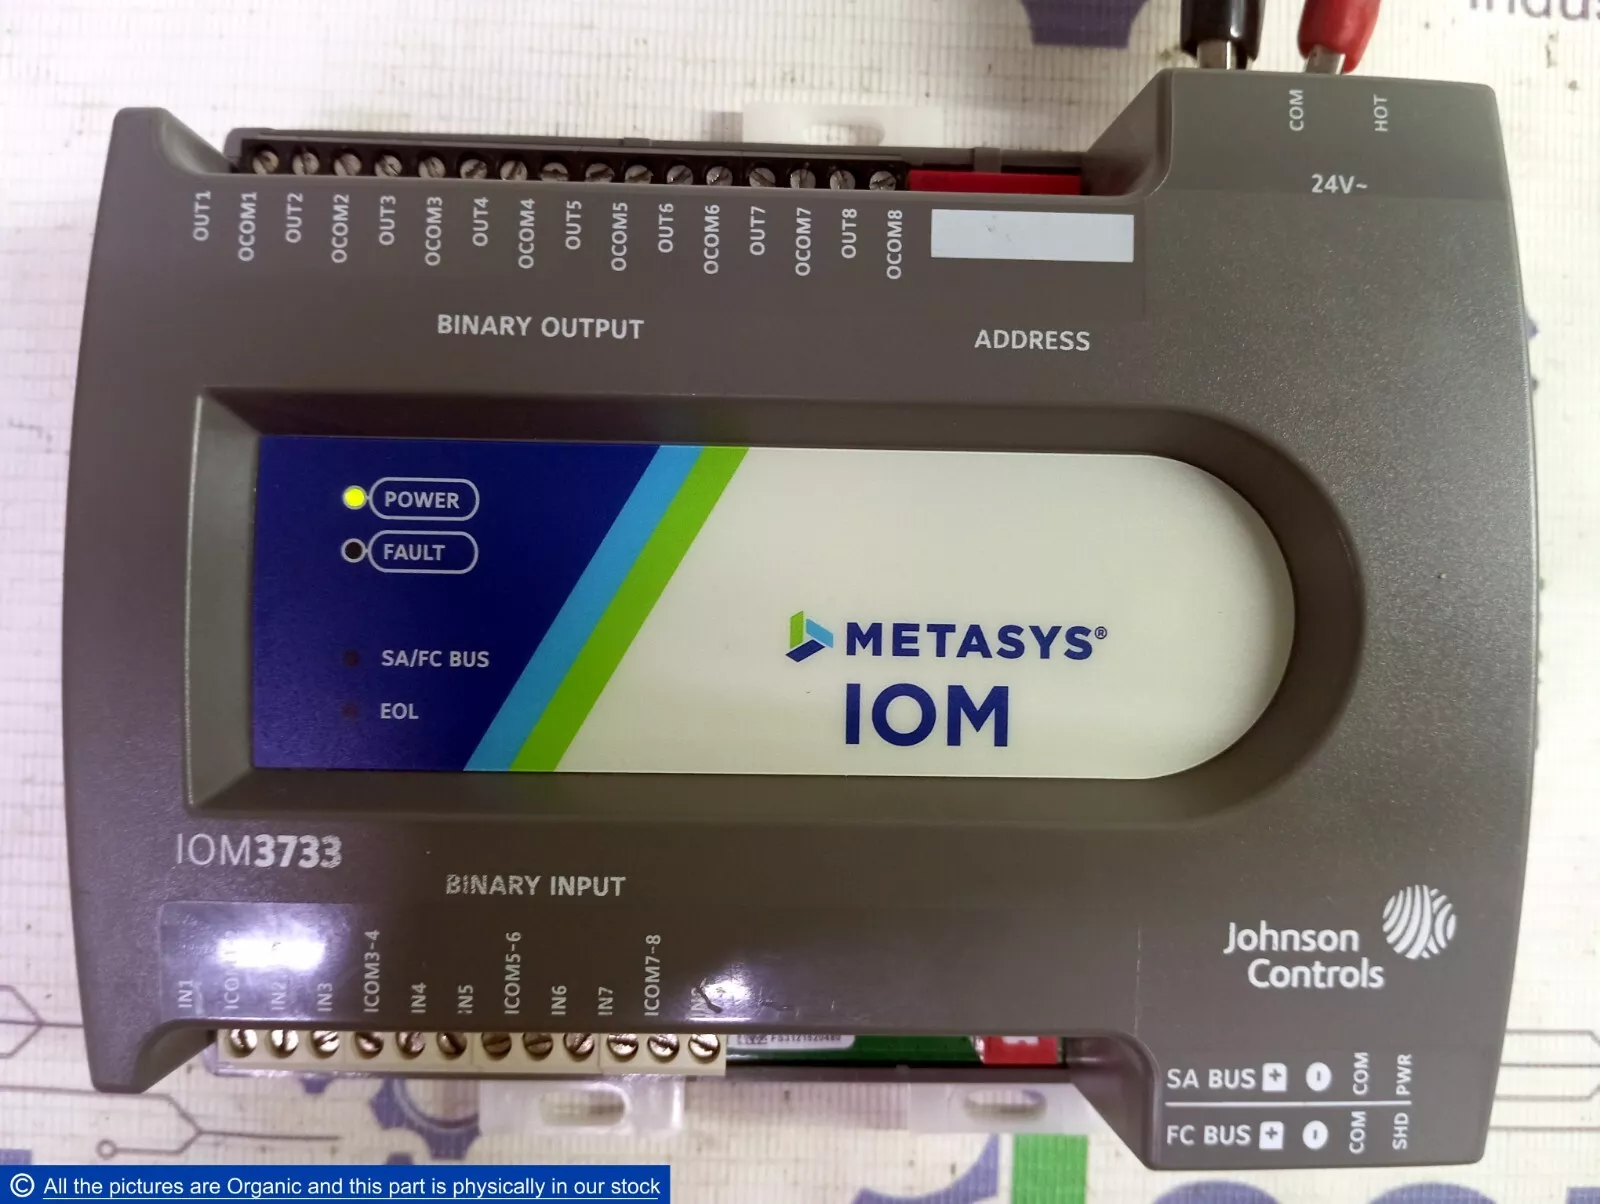 Indus
COM
HOT
24V~
OUT1
OCOM1
OUT2
OCOM2
OUT3
OCOM3
OUT4
OCOM4
OUT5
OCOM5
OUT6
OCOM6
OUT7
OCOM7
OUT8
OCOM8
BINARY OUTPUT
ADDRESS
POWER
FAULT
SA/FC BUS
EOL
METASYS®
IOM
IOM3733
BINARY INPUT
IN1
IN2
IN3
ICOM3-4
IN4
IN5
ICOM5-6
IN6
IN7
ICOM7-8
Johnson
Controls
SA BUS + - COM PWR
FC BUS + - COM SHD
© All the pictures are Organic and this part is physically in our stock